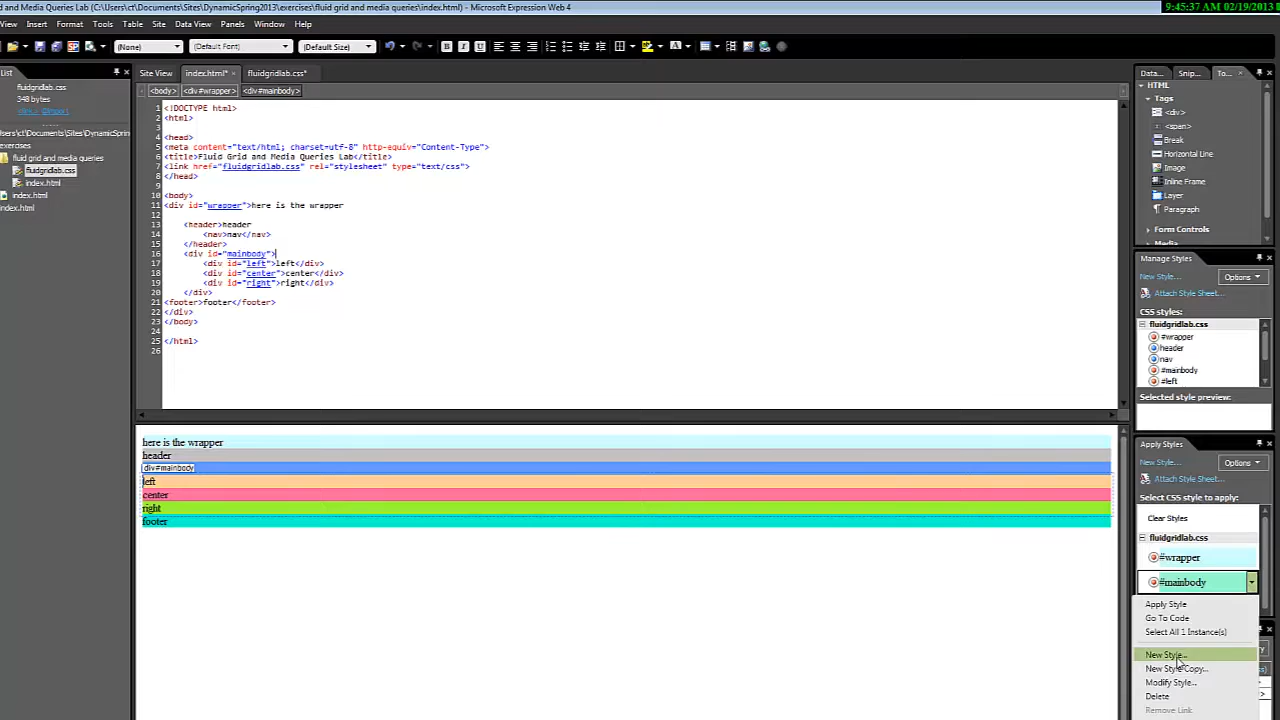 d and Media Queries Lab (C:\Users\ct\Documents\Sites\DynamicSpring2013\exercises\fluid grid and media queries\index.html) - Microsoft Expression Web 4
9:45:37 AM 02/19/2013
View Insert Format Tools Table Site Data View Panels Window Help
(None) (Default Font) (Default Size) B I U A
List
Site View index.html* × fluidgridlab.css*
<body> <div#wrapper> <div#mainbody>
fluidgridlab.css
348 bytes
sers\ct\Documents\Sites\DynamicSprin
exercises
fluid grid and media queries
fluidgridlab.css
index.html
index.html
index.html
1 <!DOCTYPE html>
2 <html>
3
4 <head>
5 <meta content="text/html; charset=utf-8" http-equiv="Content-Type">
6 <title>Fluid Grid and Media Queries Lab</title>
7 <link href="fluidgridlab.css" rel="stylesheet" type="text/css">
8 </head>
9
10 <body>
11 <div id="wrapper">here is the wrapper
12
13 <header>header
14 <nav>nav</nav>
15 </header>
16 <div id="mainbody">
17 <div id="left">left</div>
18 <div id="center">center</div>
19 <div id="right">right</div>
20 </div>
21 <footer>footer</footer>
22 </div>
23 </body>
24
25 </html>
26
here is the wrapper
header
div#mainbody
left
center
right
footer
Data... Snip... To... ×
HTML
Tags
<div>
<span>
Break
Horizontal Line
Image
Inline Frame
Layer
Paragraph
Form Controls
Media
Manage Styles
New Style... Options
Attach Style Sheet...
CSS styles:
fluidgridlab.css
#wrapper
header
nav
#mainbody
#left
Selected style preview:
Apply Styles
New Style... Options
Attach Style Sheet...
Select CSS style to apply:
Clear Styles
fluidgridlab.css
#wrapper
#mainbody
Apply Style
Go To Code
Select All 1 Instance(s)
New Style...
New Style Copy...
Modify Style...
Delete
Remove Link